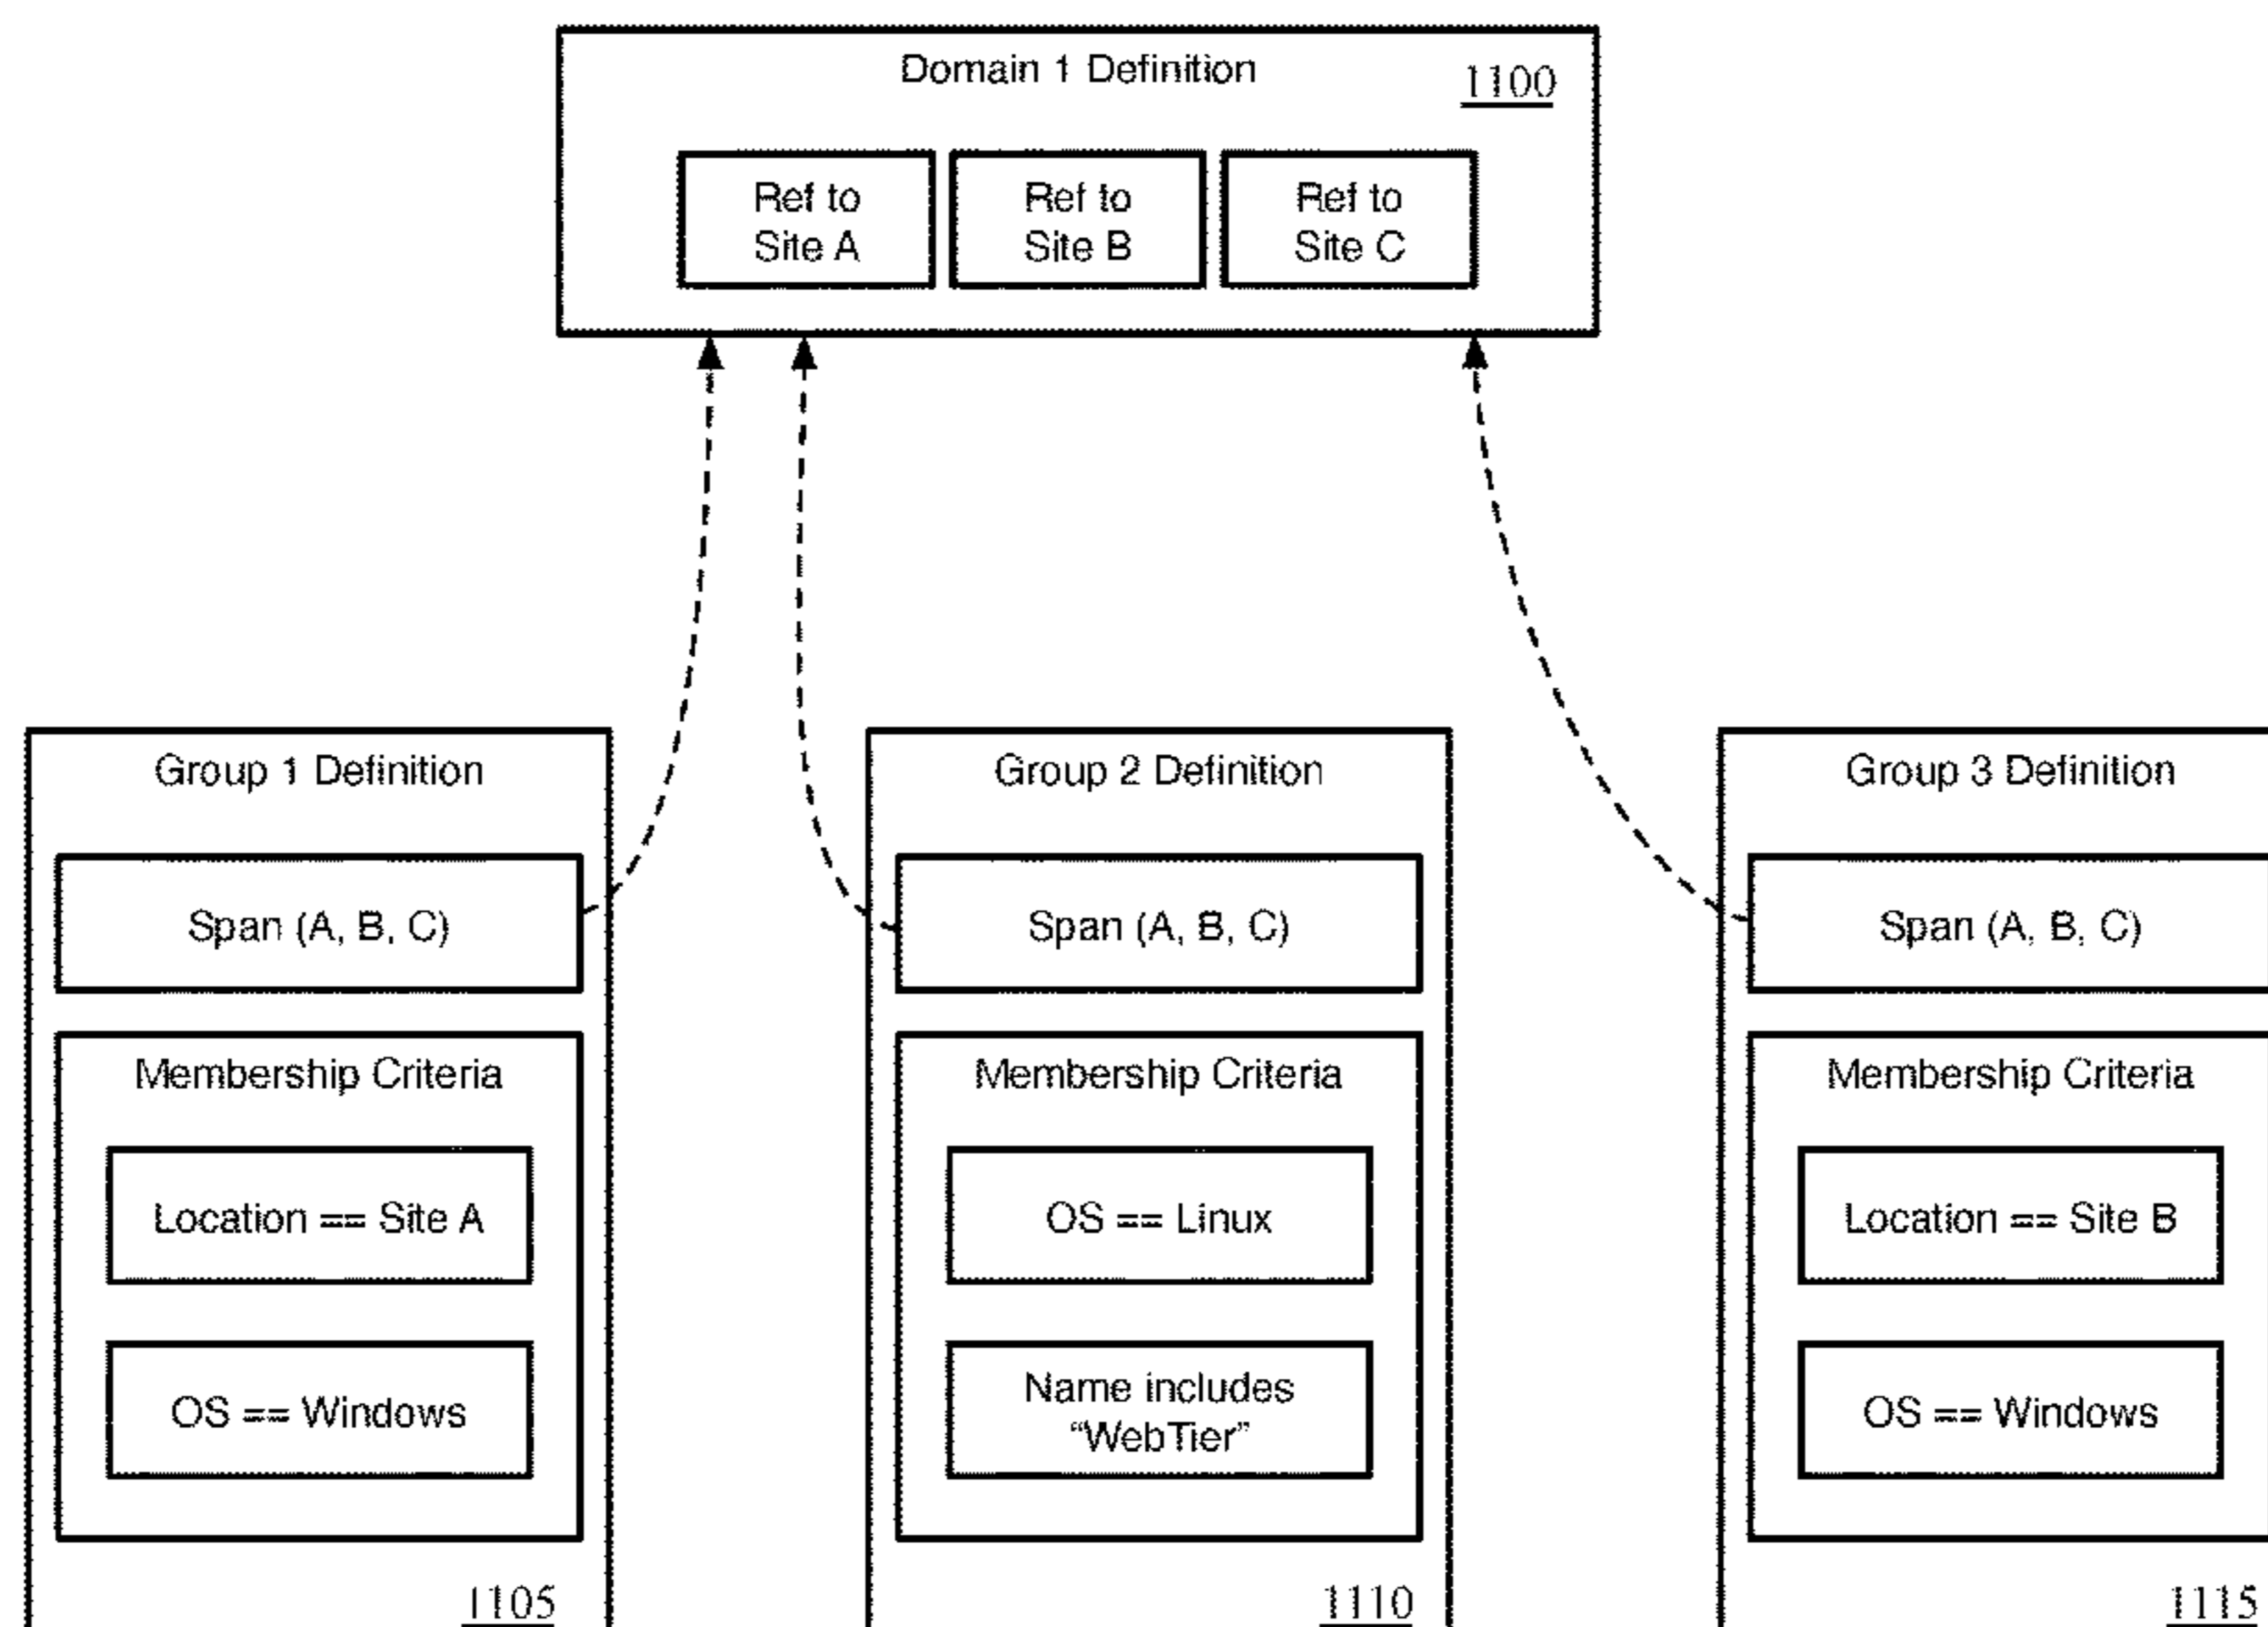 Domain 1 Definition
1100
Ref to
Site A
Ref to
Site B
Ref to
Site C
Group 1 Definition
Span (A, B, C)
Membership Criteria
Location == Site A
OS == Windows
1105
Group 2 Definition
Span (A, B, C)
Membership Criteria
OS == Linux
Name includes
“WebTier”
1110
Group 3 Definition
Span (A, B, C)
Membership Criteria
Location == Site B
OS == Windows
1115